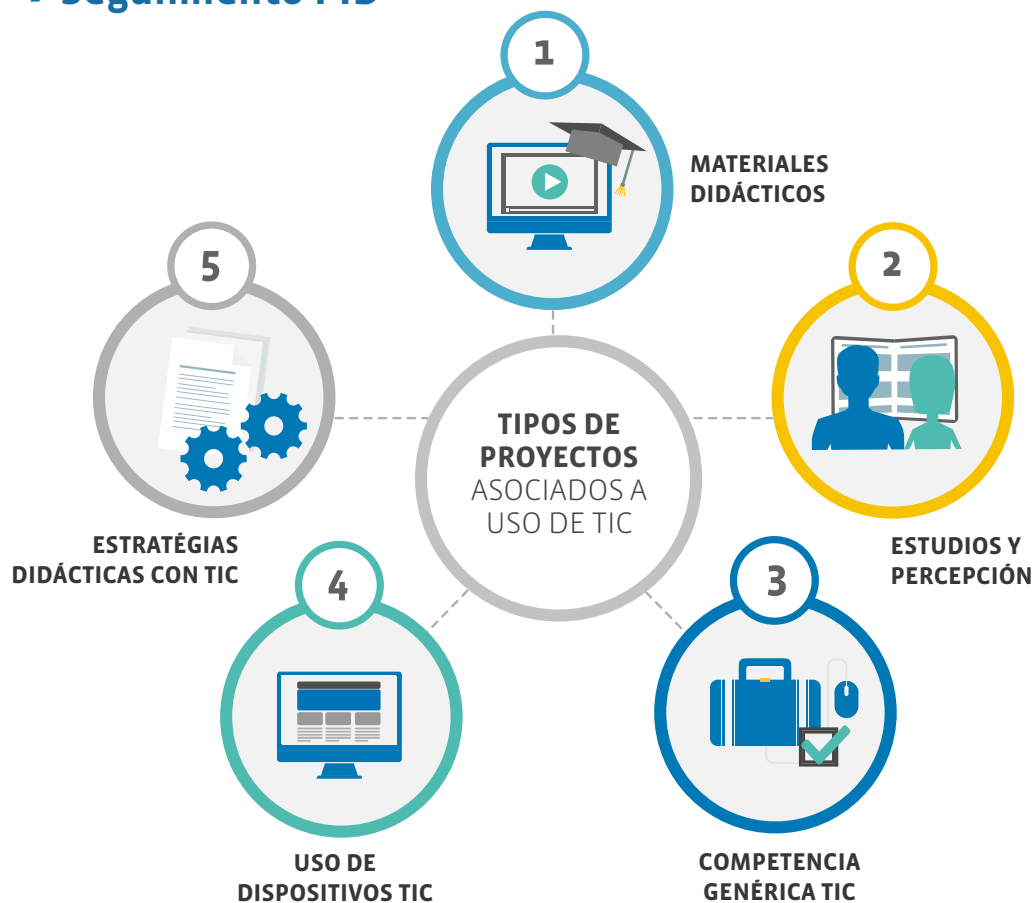 1
MATERIALES
DIDÁCTICOS
2
ESTUDIOS Y
PERCEPCIÓN
3
COMPETENCIA
GENÉRICA TIC
4
USO DE
DISPOSITIVOS TIC
5
ESTRATÉGIAS
DIDÁCTICAS CON TIC
TIPOS DE
PROYECTOS
ASOCIADOS A
USO DE TIC